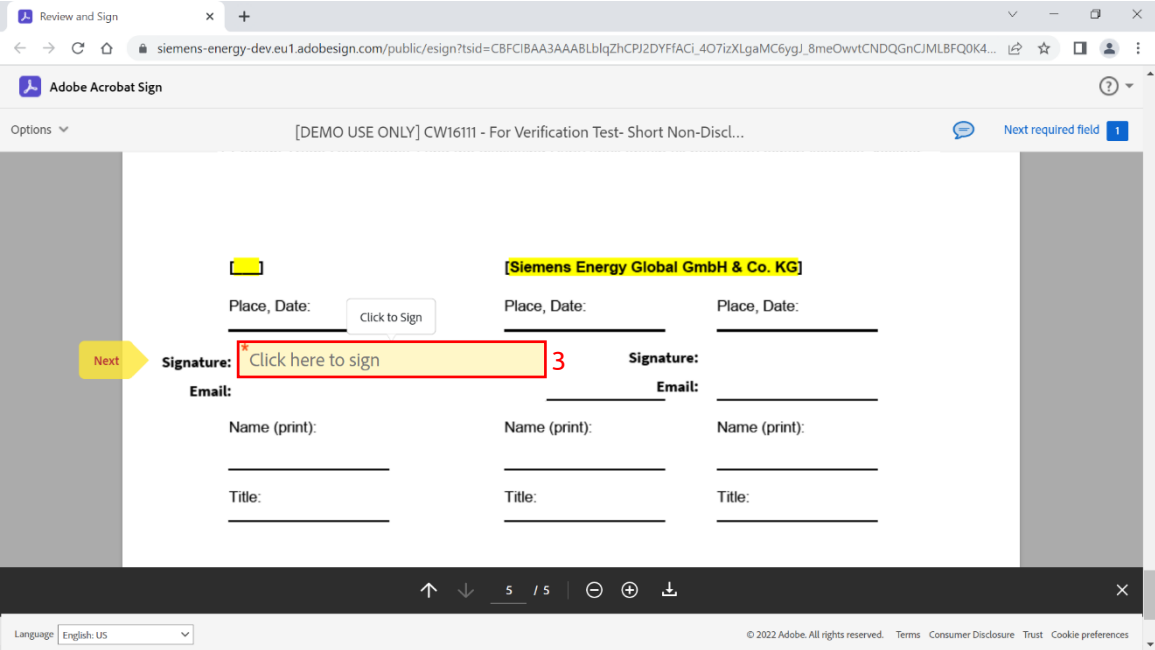 Review and Sign
siemens-energy-dev.eu1.adobesign.com/public/esign?tsid=CBFCIBAA3AAABLblqZhCPJ2DYFfACi_4O7izXLgaMC6ygJ_8meOwvtCNDQGnCJMLBFQ0K4...
Adobe Acrobat Sign
Options
[DEMO USE ONLY] CW16111 - For Verification Test- Short Non-Discl...
Next required field 1
[___] [Siemens Energy Global GmbH & Co. KG]
Place, Date: Place, Date: Place, Date:
Click to Sign
Next Signature: * Click here to sign 3 Signature:
Email: Email:
Name (print): Name (print): Name (print):
Title: Title: Title:
5 / 5
Language English: US © 2022 Adobe. All rights reserved. Terms Consumer Disclosure Trust Cookie preferences